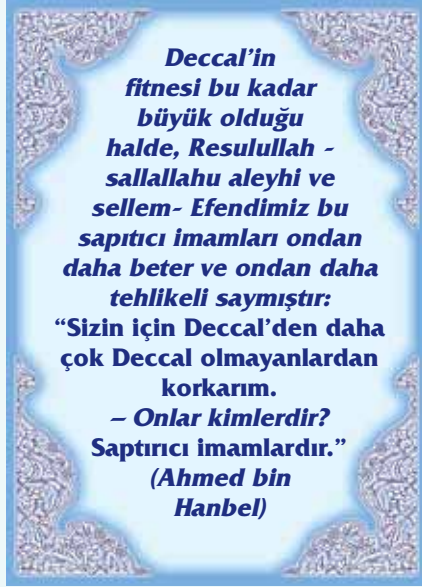 Deccal’in
fitnesi bu kadar
büyük olduğu
halde, Resulullah -
sallallahu aleyhi ve
sellem- Efendimiz bu
sapıtıcı imamları ondan
daha beter ve ondan daha
tehlikeli saymıştır:
“Sizin için Deccal’den daha
çok Deccal olmayanlardan
korkarım.
– Onlar kimlerdir?
Saptırıcı imamlardır.”
(Ahmed bin
Hanbel)